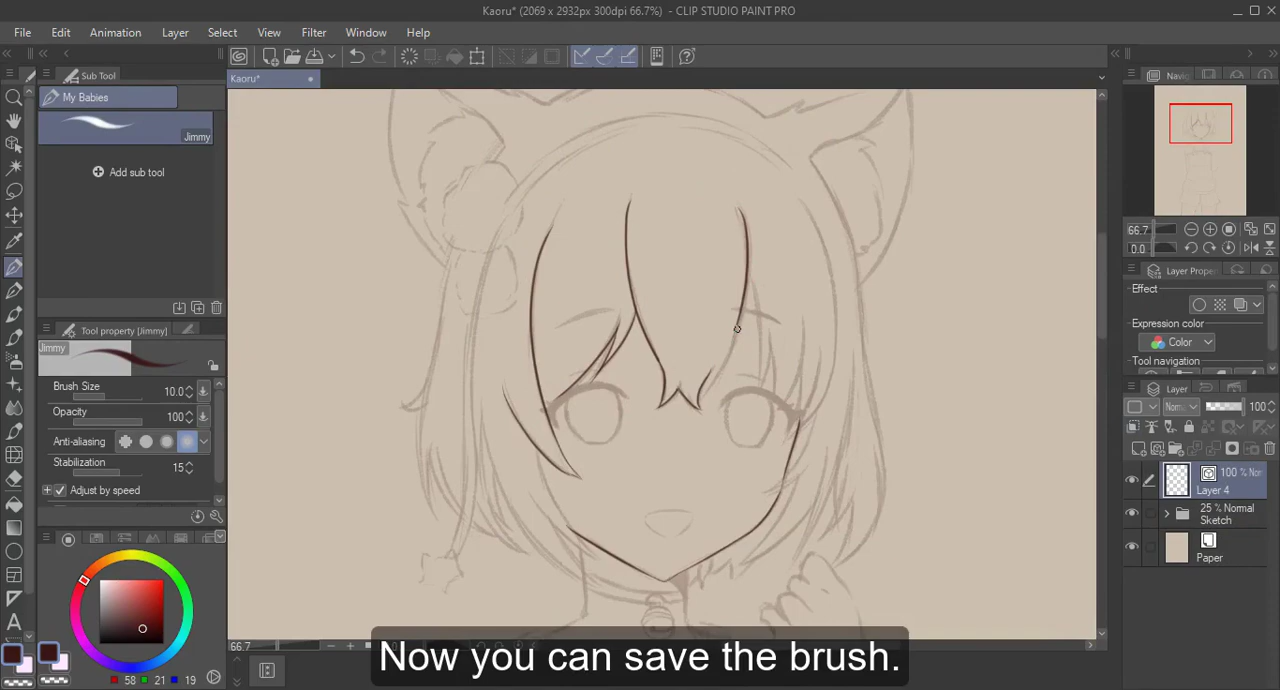 Kaoru* (2069 x 2932px 300dpi 66.7%) - CLIP STUDIO PAINT PRO
File Edit Animation Layer Select View Filter Window Help
Sub Tool
Kaoru*
My Babies
Jimmy
Add sub tool
Tool property [Jimmy]
Jimmy
Brush Size 10.0
Opacity 100
Anti-aliasing
Stabilization 15
Adjust by speed
58 21 19
66.7
Now you can save the brush.
Navig
66.7
0.0
Layer Prope
Effect
Expression color
Color
Tool navigation
Layer
Norma 100
100 % Nor
Layer 4
25 % Normal
Sketch
Paper